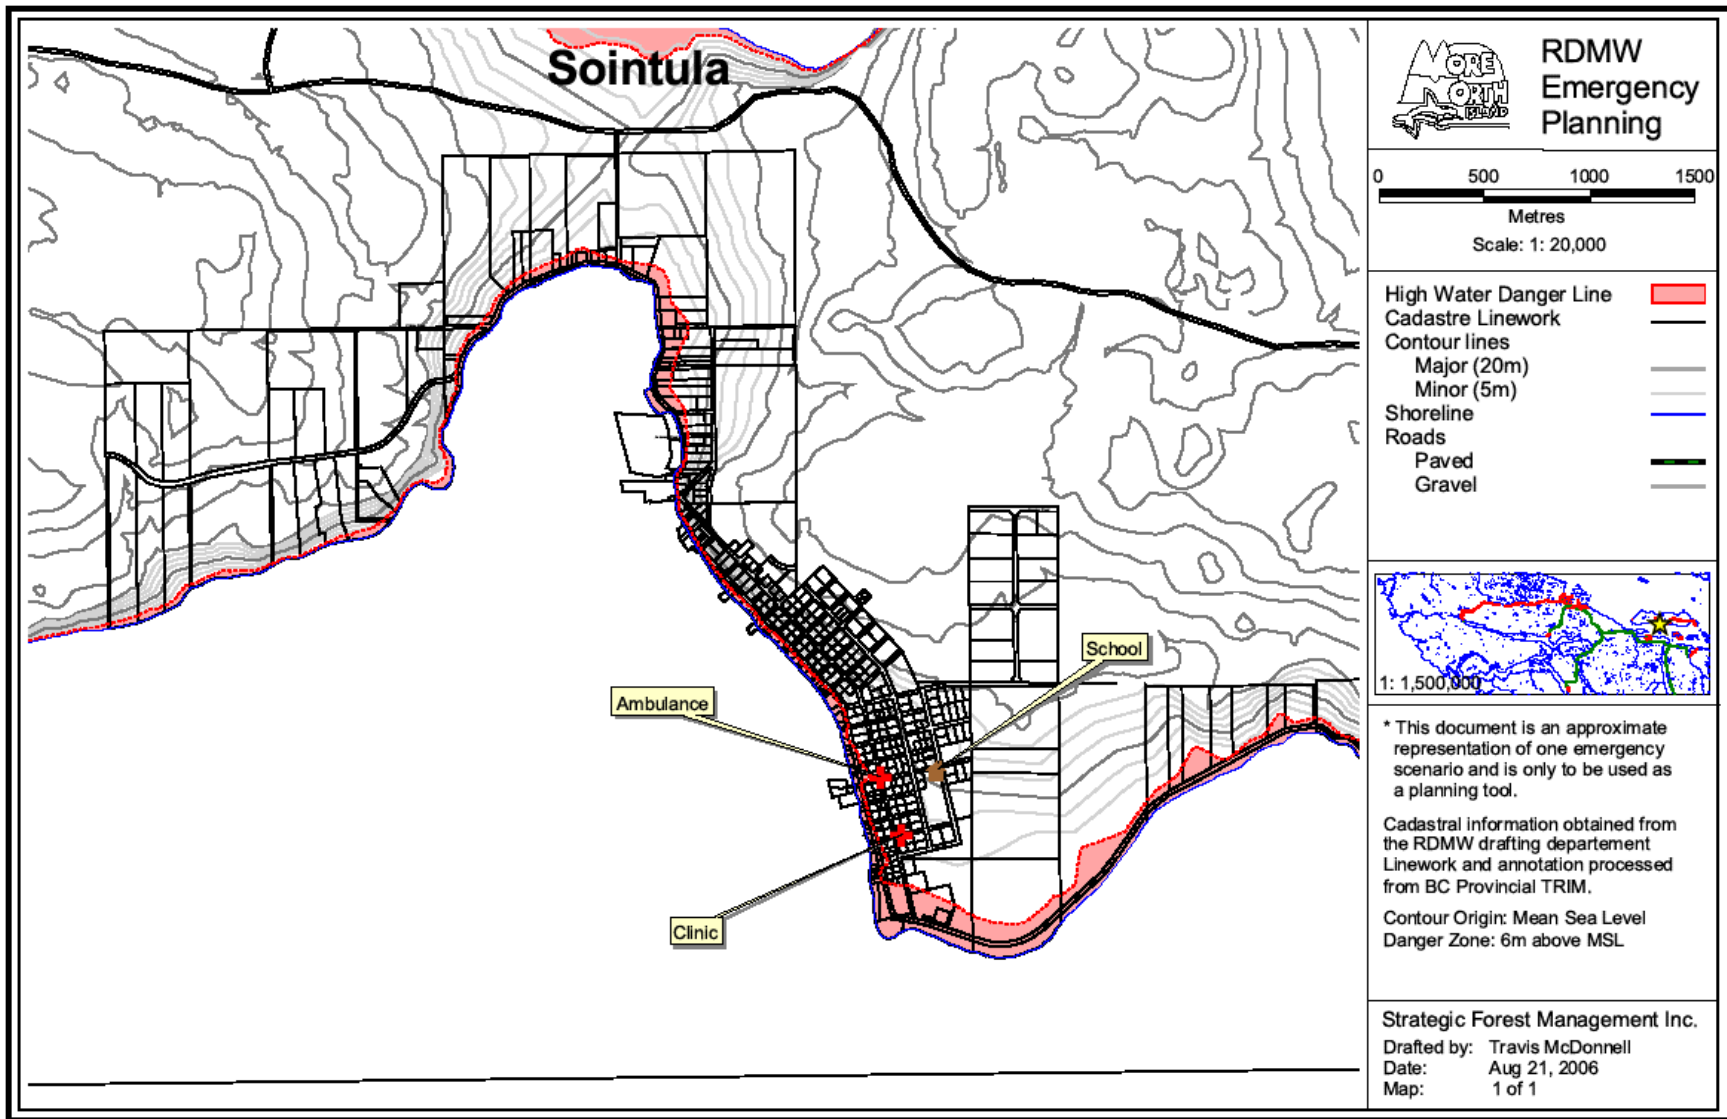 Sointula
School
Ambulance
Clinic
MORE
NORTH
ISLAND
RDMW
Emergency
Planning
0 500 1000 1500
Metres
Scale: 1: 20,000
High Water Danger Line
Cadastre Linework
Contour lines
Major (20m)
Minor (5m)
Shoreline
Roads
Paved
Gravel
1: 1,500,000
* This document is an approximate
representation of one emergency
scenario and is only to be used as
a planning tool.
Cadastral information obtained from
the RDMW drafting departement
Linework and annotation processed
from BC Provincial TRIM.
Contour Origin: Mean Sea Level
Danger Zone: 6m above MSL
Strategic Forest Management Inc.
Drafted by: Travis McDonnell
Date: Aug 21, 2006
Map: 1 of 1